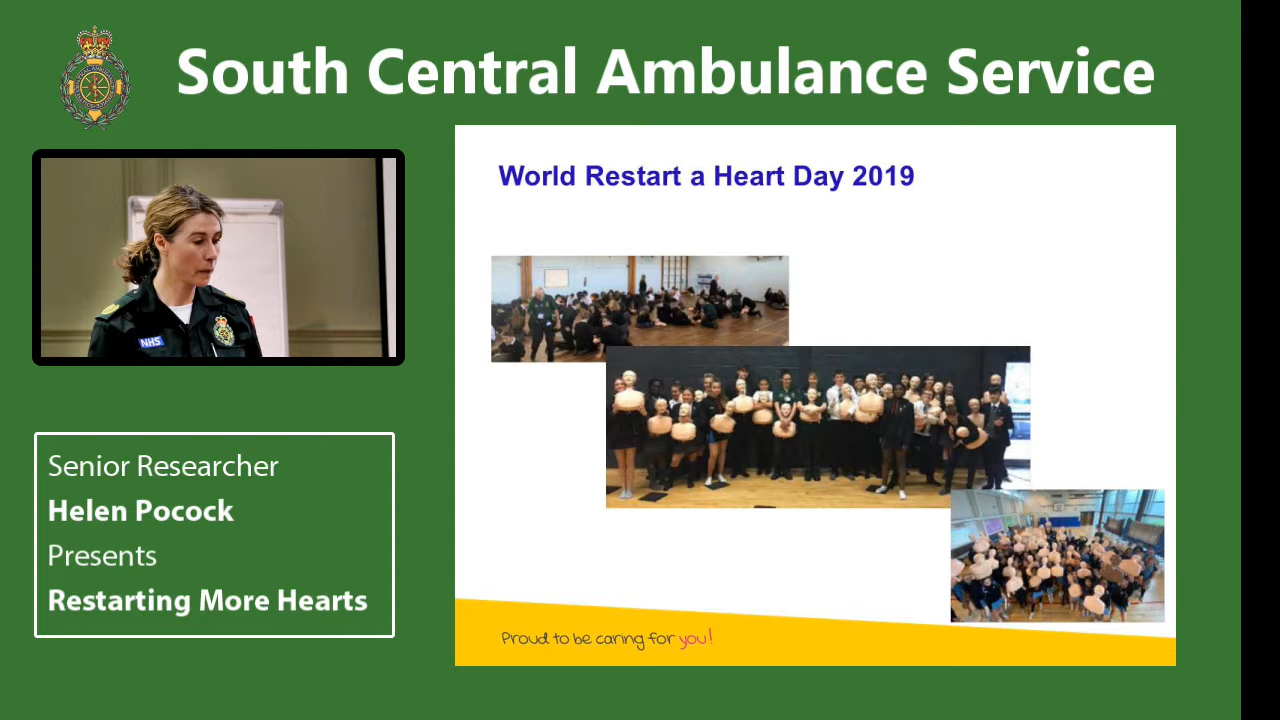 South Central Ambulance Service
World Restart a Heart Day 2019
NHS
Senior Researcher
Helen Pocock
Presents
Restarting More Hearts
Proud to be caring for you!